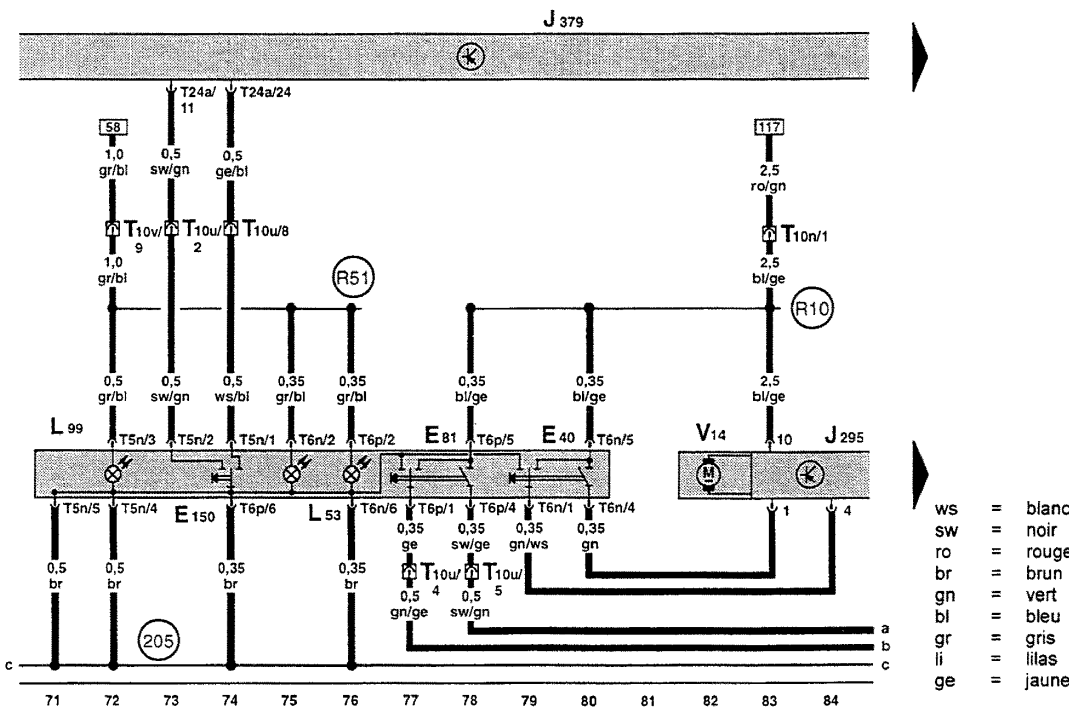 J 379
T24a/
11
T24a/24
58
117
1,0
gr/bl
0,5
sw/gn
0,5
ge/bl
2,5
ro/gn
T10v/
9
T10u/
2
T10u/8
T10n/1
1,0
gr/bl
2,5
bl/ge
R51
R10
0,5
gr/bl
0,5
sw/gn
0,5
ws/bl
0,35
gr/bl
0,35
gr/bl
0,35
bl/ge
0,35
bl/ge
2,5
bl/ge
L 99
T5n/3
T5n/2
T5n/1
T6n/2
T6p/2
E 81
T6p/5
E 40
T6n/5
V14
10
J 295
M
T5n/5
T5n/4
E 150
T6p/6
L 53
T6n/6
T6p/1
T6p/4
T6n/1
T6n/4
1
4
0,5
br
0,5
br
0,35
br
0,35
br
0,35
ge
0,35
sw/ge
0,35
gn/ws
0,35
gn
T10u/
4
T10u/
5
0,5
gn/ge
0,5
sw/gn
205
a
b
c
c
71 72 73 74 75 76 77 78 79 80 81 82 83 84
ws = blanc
sw = noir
ro = rouge
br = brun
gn = vert
bl = bleu
gr = gris
li = lilas
ge = jaune